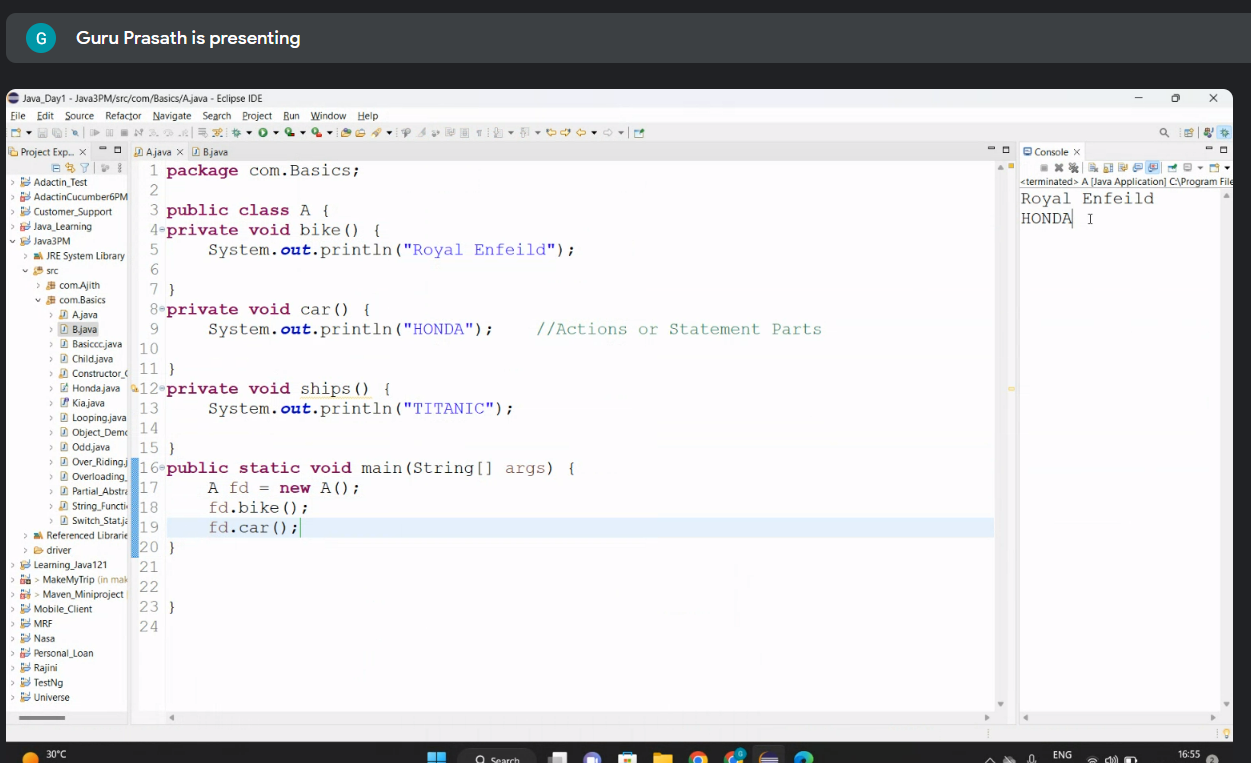 G Guru Prasath is presenting
Java_Day1 - Java3PM/src/com/Basics/A.java - Eclipse IDE
File Edit Source Refactor Navigate Search Project Run Window Help
Project Exp...
Adactin_Test
AdactinCucumber6PM
Customer_Support
Java_Learning
Java3PM
JRE System Library
src
com.Ajith
com.Basics
A.java
B.java
Basiccc.java
Child.java
Constructor_
Honda.java
Kia.java
Looping.java
Object_Dem
Odd.java
Over_Riding.j
Overloading_
Partial_Abstra
String_Functi
Switch_Stat.ja
Referenced Librarie
driver
Learning_Java121
> MakeMyTrip (in mak
> Maven_Miniproject
Mobile_Client
MRF
Nasa
Personal_Loan
Rajini
TestNg
Universe
A.java B.java
1 package com.Basics;
2
3 public class A {
4 private void bike() {
5 System.out.println("Royal Enfeild");
6
7 }
8 private void car() {
9 System.out.println("HONDA"); //Actions or Statement Parts
10
11 }
12 private void ships() {
13 System.out.println("TITANIC");
14
15 }
16 public static void main(String[] args) {
17 A fd = new A();
18 fd.bike();
19 fd.car();
20 }
21
22
23 }
24
Console
<terminated> A [Java Application] C:\Program File
Royal Enfeild
HONDA
30°C
Search
ENG
16:55